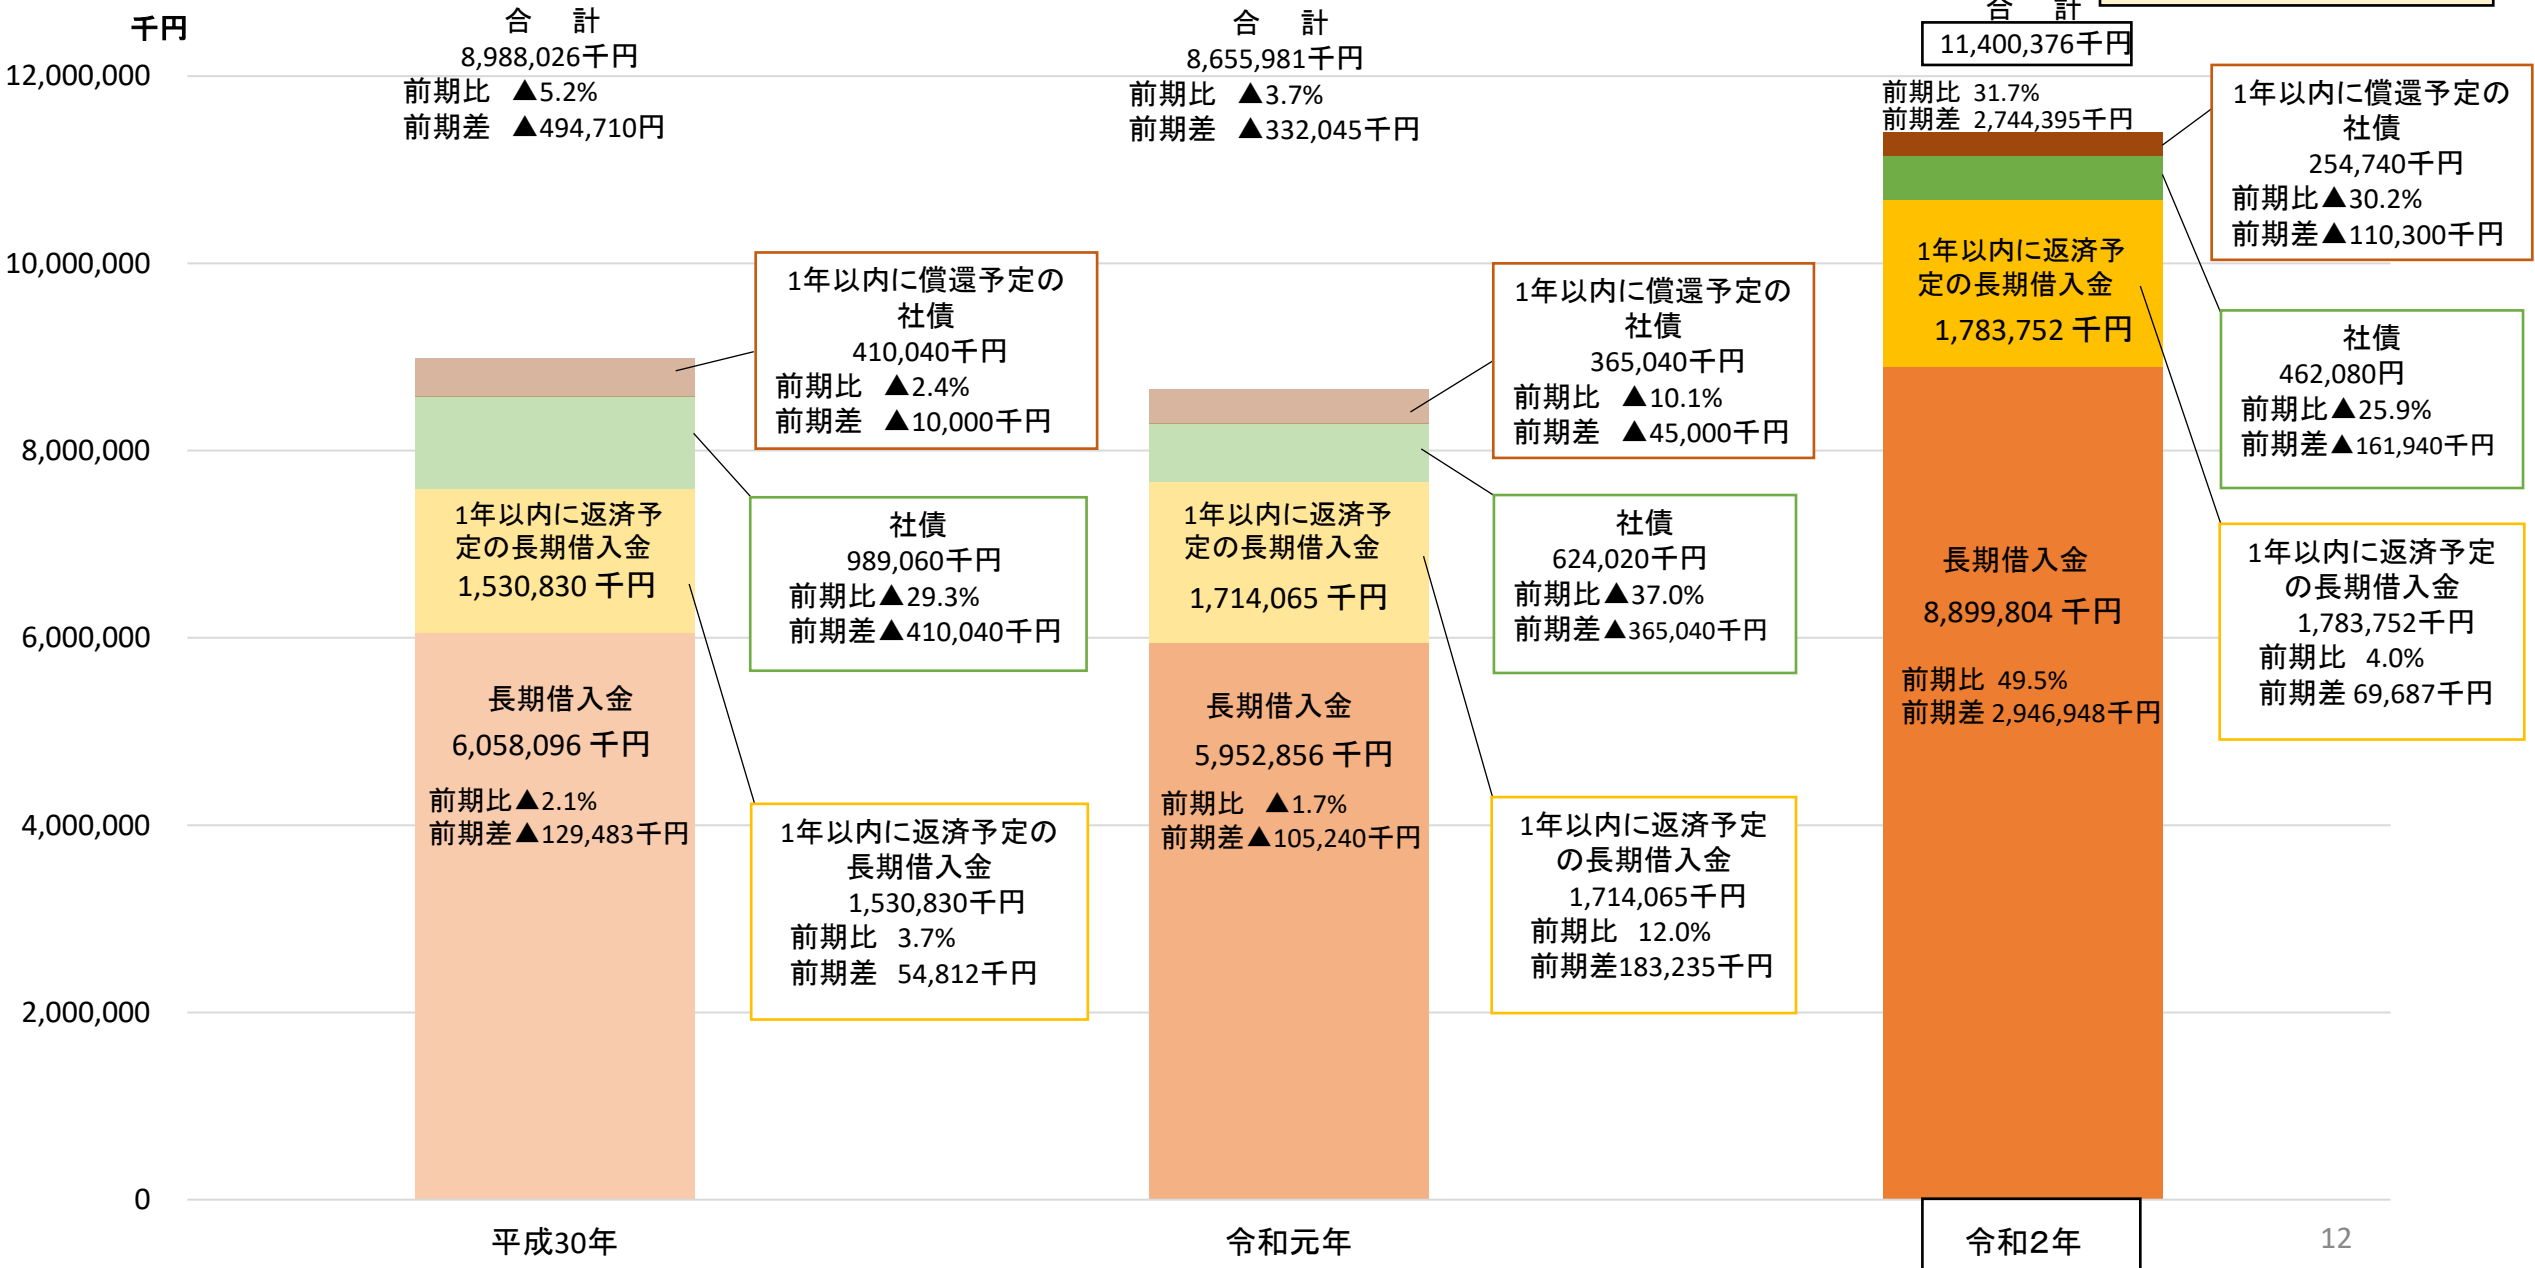 千円
12,000,000
10,000,000
8,000,000
6,000,000
4,000,000
2,000,000
0
合　計
8,988,026千円
前期比 ▲5.2%
前期差 ▲494,710円
1年以内に償還予定の
社債
410,040千円
前期比 ▲2.4%
前期差 ▲10,000千円
社債
989,060千円
前期比▲29.3%
前期差▲410,040千円
1年以内に返済予
定の長期借入金
1,530,830 千円
長期借入金
6,058,096 千円
前期比▲2.1%
前期差▲129,483千円
1年以内に返済予定の
長期借入金
1,530,830千円
前期比 3.7%
前期差 54,812千円
平成30年
合　計
8,655,981千円
前期比 ▲3.7%
前期差 ▲332,045千円
1年以内に償還予定の
社債
365,040千円
前期比 ▲10.1%
前期差 ▲45,000千円
社債
624,020千円
前期比▲37.0%
前期差▲365,040千円
1年以内に返済予
定の長期借入金
1,714,065 千円
長期借入金
5,952,856 千円
前期比 ▲1.7%
前期差▲105,240千円
1年以内に返済予定
の長期借入金
1,714,065千円
前期比 12.0%
前期差183,235千円
令和元年
合　計
11,400,376千円
前期比 31.7%
前期差 2,744,395千円
1年以内に償還予定の
社債
254,740千円
前期比▲30.2%
前期差▲110,300千円
社債
462,080円
前期比▲25.9%
前期差▲161,940千円
1年以内に返済予
定の長期借入金
1,783,752 千円
長期借入金
8,899,804 千円
前期比 49.5%
前期差 2,946,948千円
1年以内に返済予定
の長期借入金
1,783,752千円
前期比 4.0%
前期差 69,687千円
令和2年
12